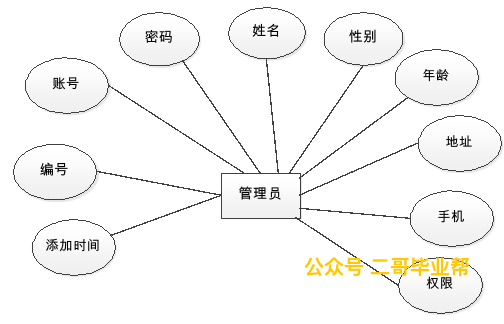 姓名
密码
性别
年龄
账号
地址
编号
管理员
手机
添加时间
公众号 二哥毕业帮
权限